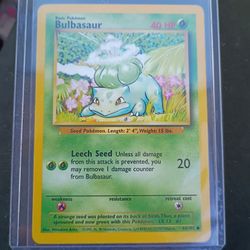 Basic Pokémon
Bulbasaur 40 HP
Seed Pokémon. Length: 2' 4", Weight: 15 lbs.
Leech Seed Unless all damage
from this attack is prevented, you
may remove 1 damage counter
from Bulbasaur.
20
weakness resistance retreat cost
A strange seed was planted on its back at birth. The plant
sprouted and now grows with this Pokémon.